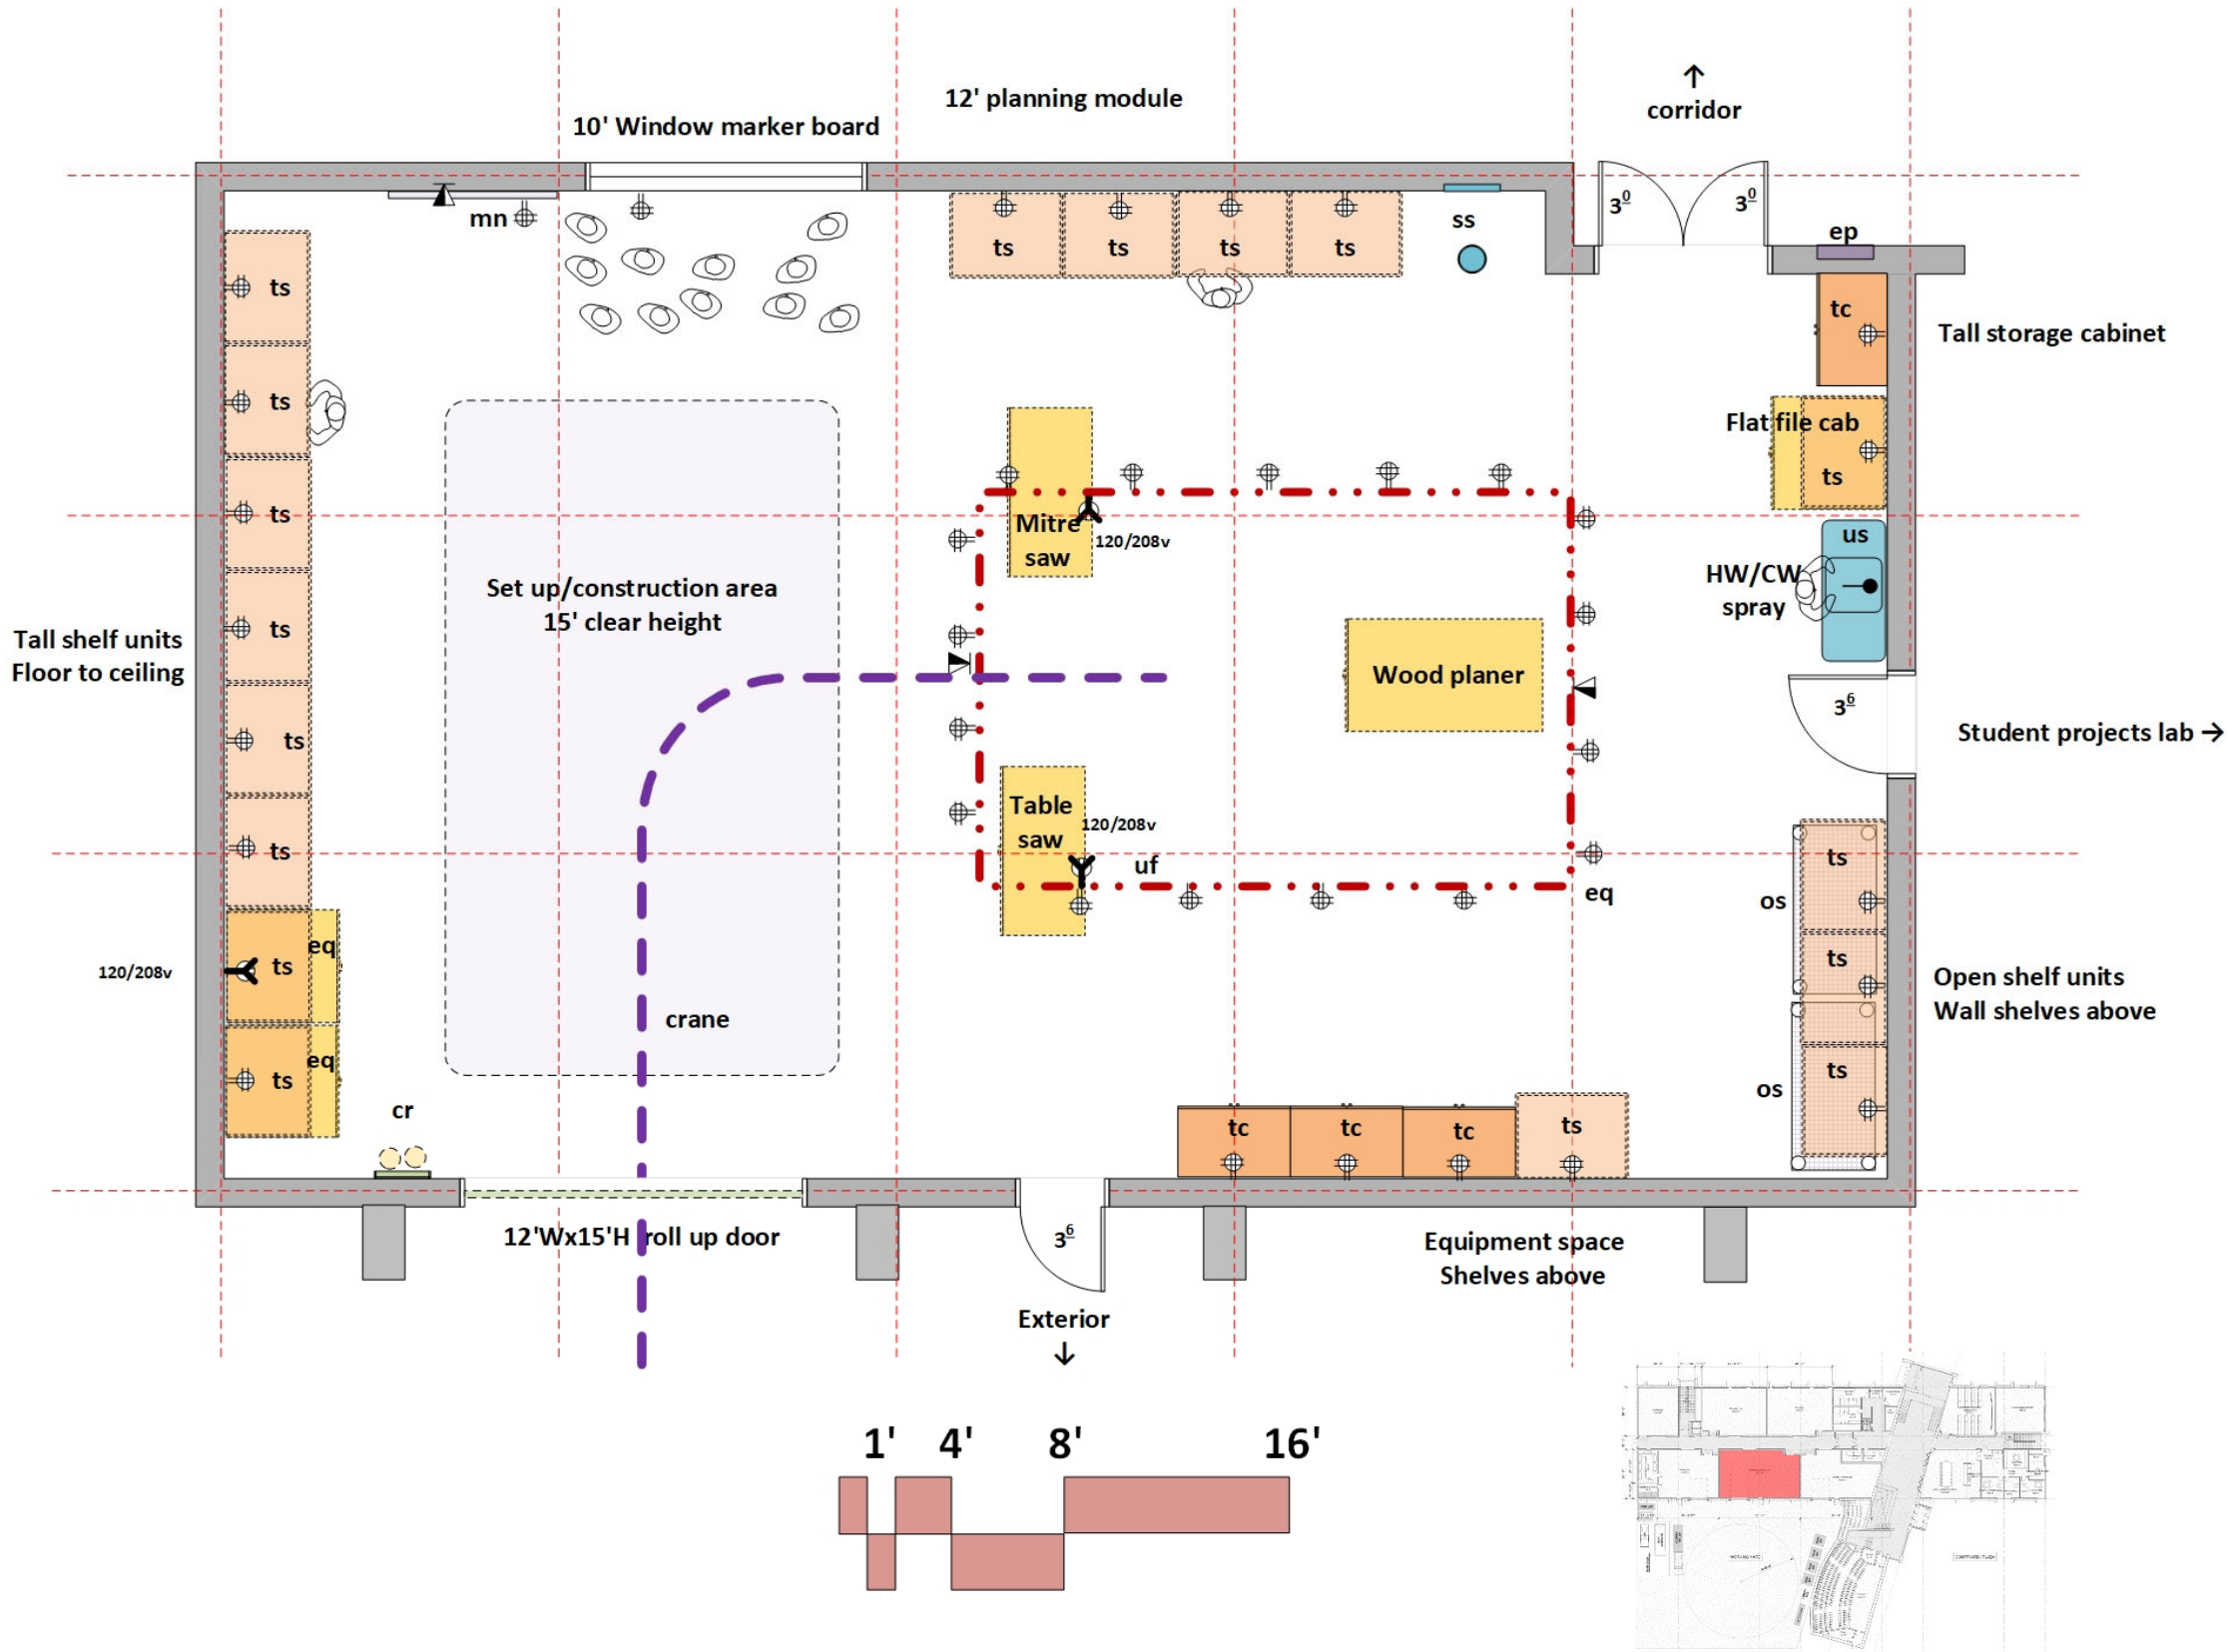 ↑
corridor
12' planning module
10' Window marker board
3⁰
3⁰
mn
ss
ep
ts
ts
ts
ts
ts
tc
Tall storage cabinet
ts
Flat file cab
ts
ts
Mitre
saw
120/208v
us
HW/CW
spray
Set up/construction area
15' clear height
ts
Tall shelf units
Floor to ceiling
Wood planer
3⁶
Student projects lab →
ts
Table
saw
120/208v
ts
uf
eq
ts
os
ts
ts
eq
120/208v
ts
Open shelf units
Wall shelves above
crane
eq
ts
ts
os
cr
tc
tc
tc
ts
12'Wx15'H roll up door
3⁶
Equipment space
Shelves above
Exterior
↓
1' 4' 8' 16'